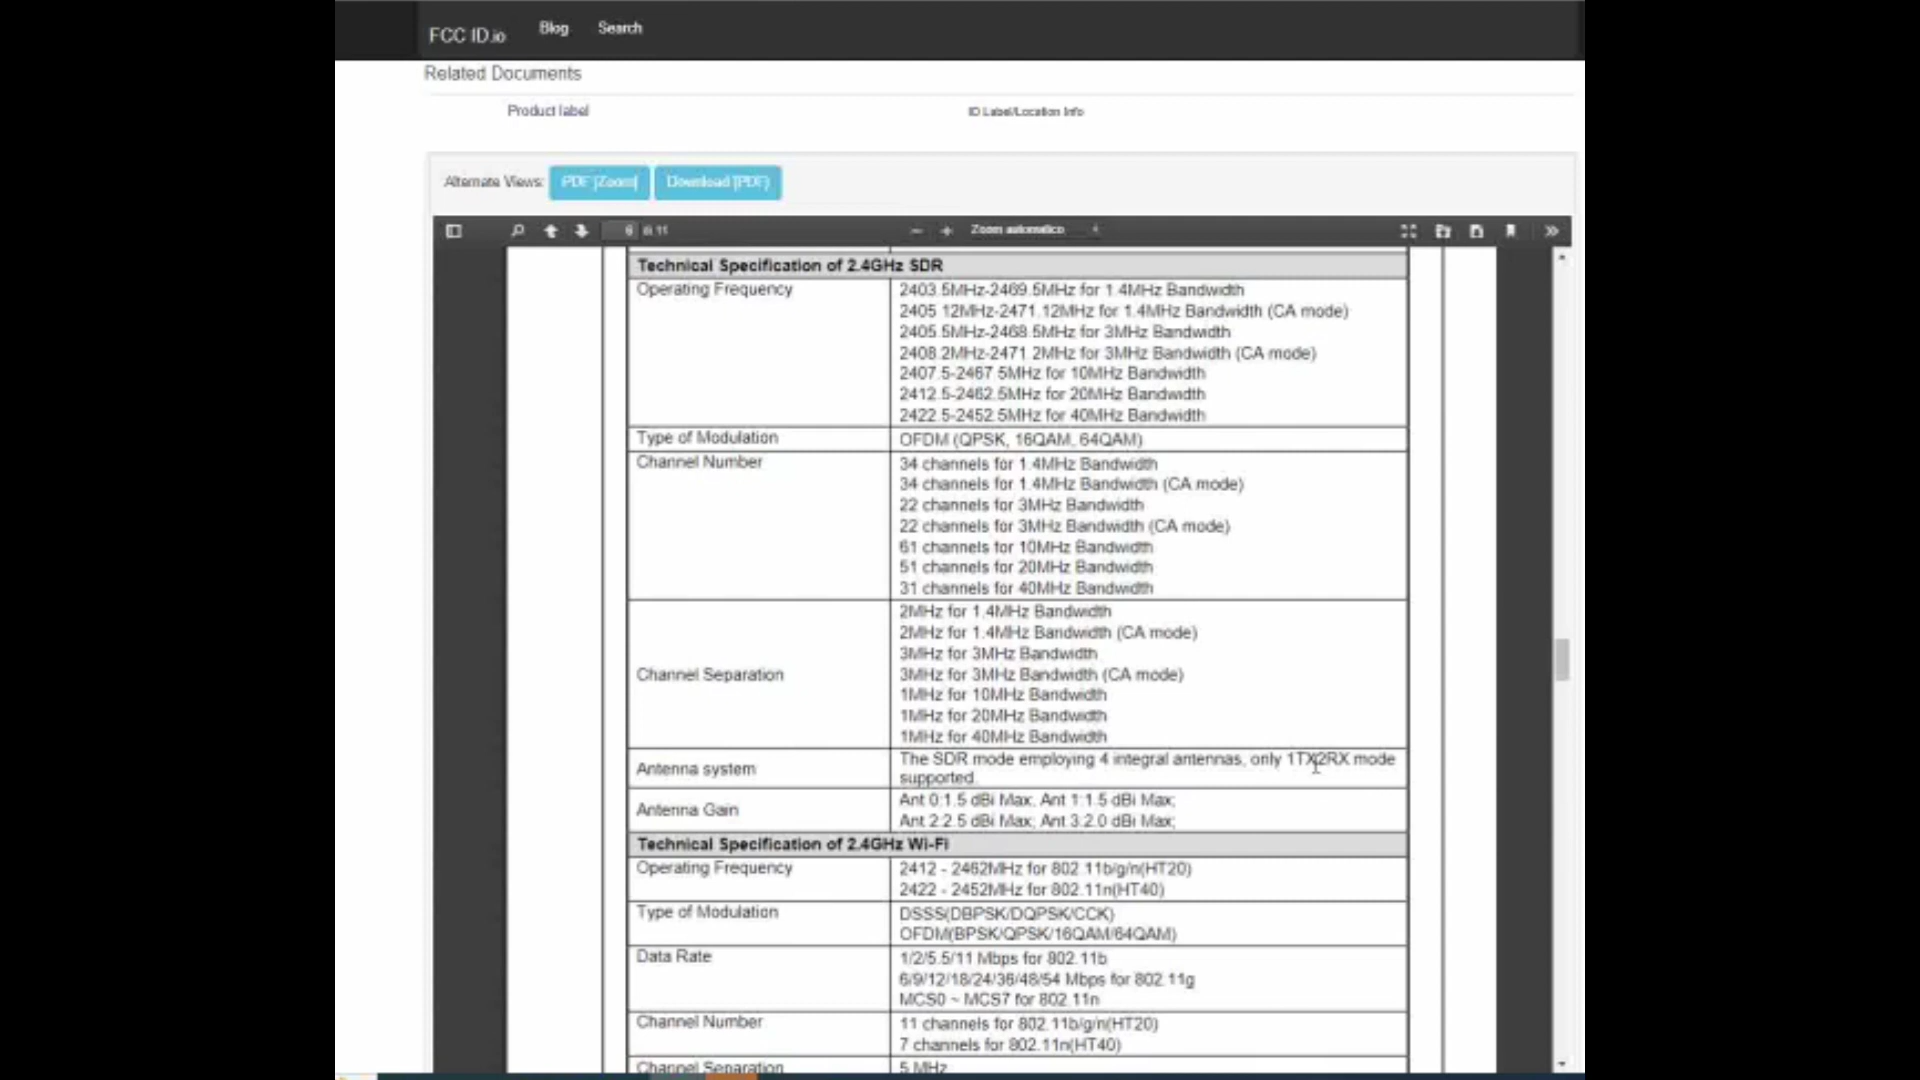 FCC ID.io
Blog
Search
Related Documents
Product label
ID Label/Location Info
Alternate Views:
PDF [Zoom]
Download [PDF]
6 di 11
Zoom automatico
Technical Specification of 2.4GHz SDR
Operating Frequency
2403.5MHz-2469.5MHz for 1.4MHz Bandwidth
2405.12MHz-2471.12MHz for 1.4MHz Bandwidth (CA mode)
2405.5MHz-2468.5MHz for 3MHz Bandwidth
2408.2MHz-2471.2MHz for 3MHz Bandwidth (CA mode)
2407.5-2467.5MHz for 10MHz Bandwidth
2412.5-2462.5MHz for 20MHz Bandwidth
2422.5-2452.5MHz for 40MHz Bandwidth
Type of Modulation
OFDM (QPSK, 16QAM, 64QAM)
Channel Number
34 channels for 1.4MHz Bandwidth
34 channels for 1.4MHz Bandwidth (CA mode)
22 channels for 3MHz Bandwidth
22 channels for 3MHz Bandwidth (CA mode)
61 channels for 10MHz Bandwidth
51 channels for 20MHz Bandwidth
31 channels for 40MHz Bandwidth
Channel Separation
2MHz for 1.4MHz Bandwidth
2MHz for 1.4MHz Bandwidth (CA mode)
3MHz for 3MHz Bandwidth
3MHz for 3MHz Bandwidth (CA mode)
1MHz for 10MHz Bandwidth
1MHz for 20MHz Bandwidth
1MHz for 40MHz Bandwidth
Antenna system
The SDR mode employing 4 integral antennas, only 1TX2RX mode
supported.
Antenna Gain
Ant 0:1.5 dBi Max; Ant 1:1.5 dBi Max;
Ant 2:2.5 dBi Max; Ant 3:2.0 dBi Max;
Technical Specification of 2.4GHz Wi-Fi
Operating Frequency
2412 - 2462MHz for 802.11b/g/n(HT20)
2422 - 2452MHz for 802.11n(HT40)
Type of Modulation
DSSS(DBPSK/DQPSK/CCK)
OFDM(BPSK/QPSK/16QAM/64QAM)
Data Rate
1/2/5.5/11 Mbps for 802.11b
6/9/12/18/24/36/48/54 Mbps for 802.11g
MCS0 ~ MCS7 for 802.11n
Channel Number
11 channels for 802.11b/g/n(HT20)
7 channels for 802.11n(HT40)
Channel Separation
5 MHz